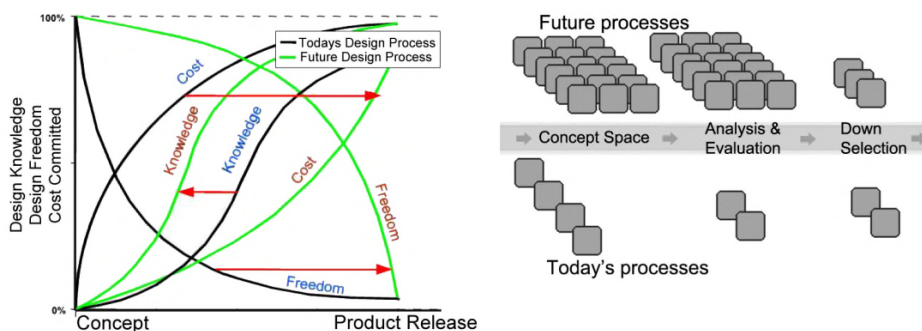 100%
Todays Design Process
Future Design Process
Cost
Knowledge
Knowledge
Cost
Freedom
Freedom
Design Knowledge
Design Freedom
Cost Committed
0%
Concept
Product Release
Future processes
Concept Space
Analysis &
Evaluation
Down
Selection
Today's processes